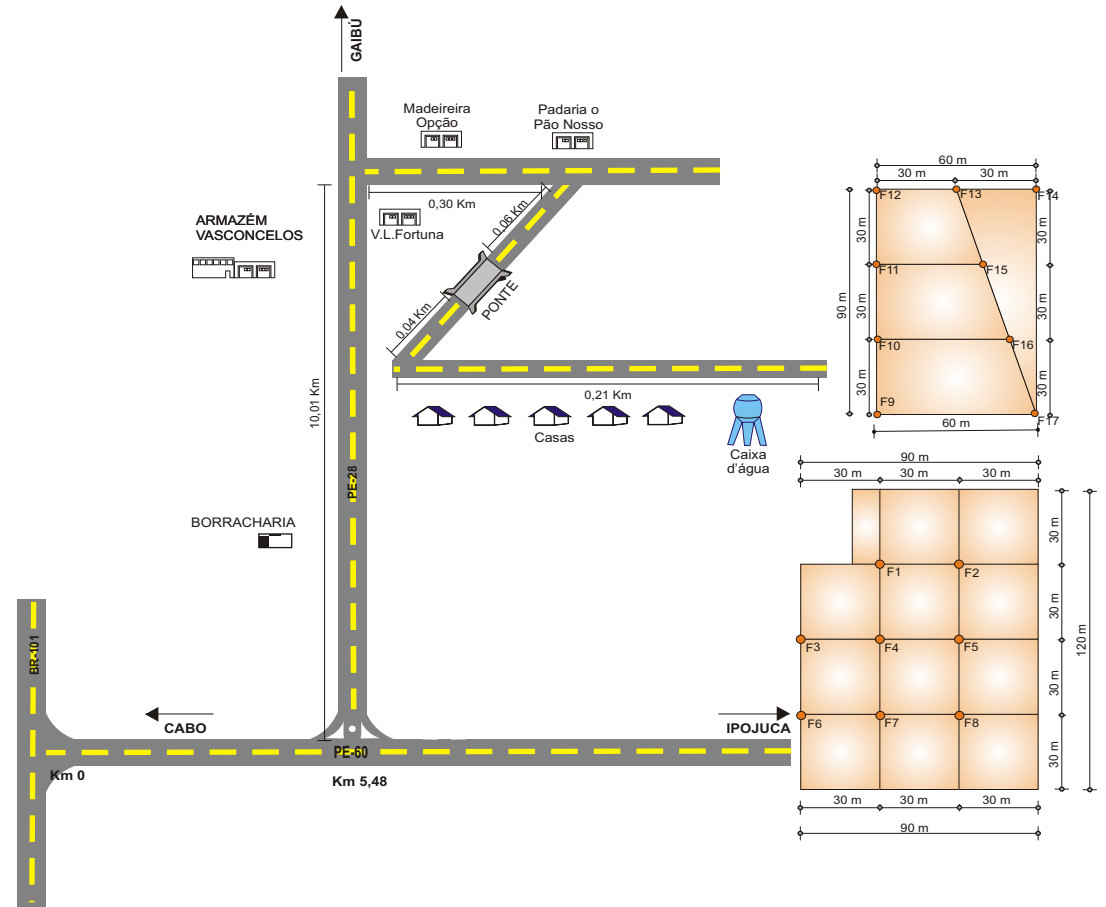 GAIBÚ
Madeireira
Opção
Padaria o
Pão Nosso
0,30 Km
V.L.Fortuna
0,06 Km
ARMAZÉM
VASCONCELOS
PONTE
0,04 Km
0,21 Km
Casas
Caixa
d'água
10,01 Km
PE-28
BORRACHARIA
BR-101
CABO
IPOJUCA
PE-60
Km 0
Km 5,48
60 m
30 m
30 m
F12
F13
F14
30 m
30 m
F11
F15
90 m
30 m
30 m
F10
F16
30 m
30 m
F9
F17
60 m
90 m
30 m
30 m
30 m
30 m
F1
F2
30 m
120 m
F3
F4
F5
30 m
F6
F7
F8
30 m
30 m
30 m
30 m
90 m